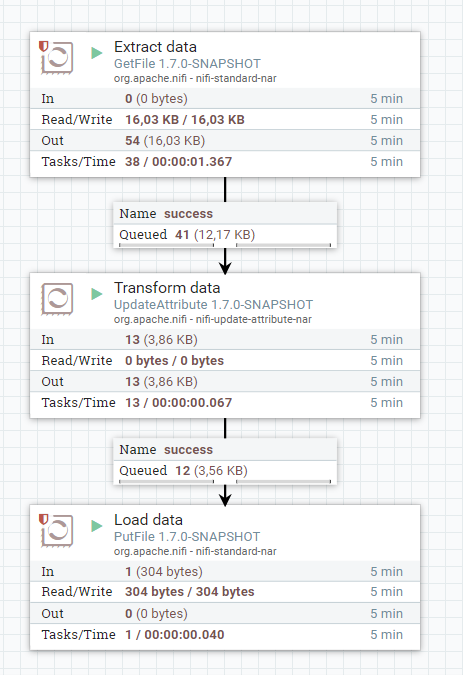 Extract data
GetFile 1.7.0-SNAPSHOT
org.apache.nifi - nifi-standard-nar
In 0 (0 bytes) 5 min
Read/Write 16,03 KB / 16,03 KB 5 min
Out 54 (16,03 KB) 5 min
Tasks/Time 38 / 00:00:01.367 5 min
Name success
Queued 41 (12,17 KB)
Transform data
UpdateAttribute 1.7.0-SNAPSHOT
org.apache.nifi - nifi-update-attribute-nar
In 13 (3,86 KB) 5 min
Read/Write 0 bytes / 0 bytes 5 min
Out 13 (3,86 KB) 5 min
Tasks/Time 13 / 00:00:00.067 5 min
Name success
Queued 12 (3,56 KB)
Load data
PutFile 1.7.0-SNAPSHOT
org.apache.nifi - nifi-standard-nar
In 1 (304 bytes) 5 min
Read/Write 304 bytes / 304 bytes 5 min
Out 0 (0 bytes) 5 min
Tasks/Time 1 / 00:00:00.040 5 min